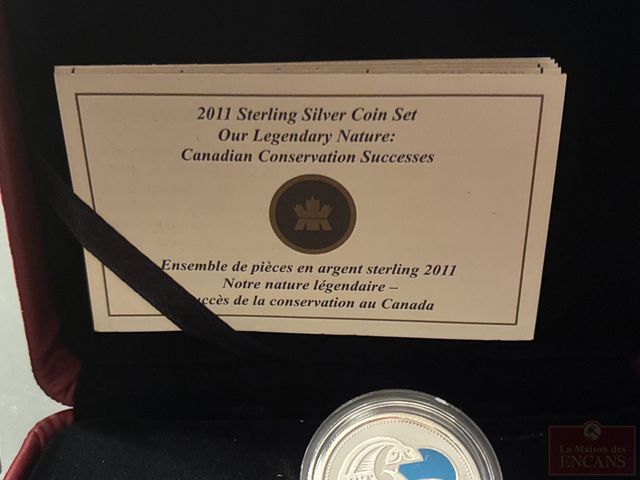 2011 Sterling Silver Coin Set
Our Legendary Nature:
Canadian Conservation Successes
Ensemble de pièces en argent sterling 2011
Notre nature légendaire –
uccès de la conservation au Canada
La Maison des
ENCANS